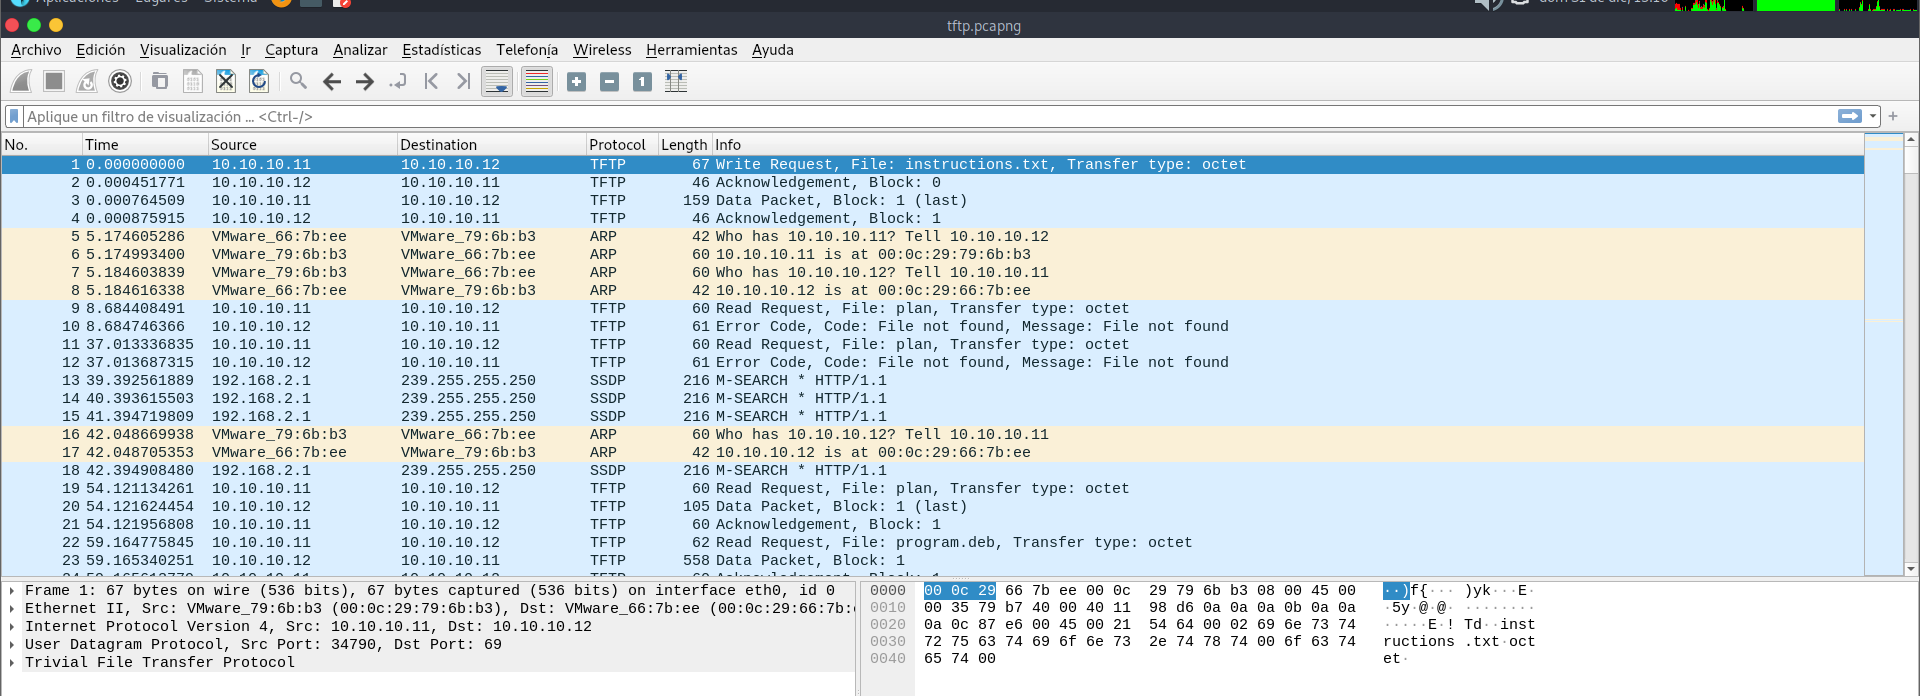 Aplicaciones Lugares Sistema
tftp.pcapng
Archivo Edición Visualización Ir Captura Analizar Estadísticas Telefonía Wireless Herramientas Ayuda
Aplique un filtro de visualización ... <Ctrl-/>
No. Time Source Destination Protocol Length Info
1 0.000000000 10.10.10.11 10.10.10.12 TFTP 67 Write Request, File: instructions.txt, Transfer type: octet
2 0.000451771 10.10.10.12 10.10.10.11 TFTP 46 Acknowledgement, Block: 0
3 0.000764509 10.10.10.11 10.10.10.12 TFTP 159 Data Packet, Block: 1 (last)
4 0.000875915 10.10.10.12 10.10.10.11 TFTP 46 Acknowledgement, Block: 1
5 5.174605286 VMware_66:7b:ee VMware_79:6b:b3 ARP 42 Who has 10.10.10.11? Tell 10.10.10.12
6 5.174993400 VMware_79:6b:b3 VMware_66:7b:ee ARP 60 10.10.10.11 is at 00:0c:29:79:6b:b3
7 5.184603839 VMware_79:6b:b3 VMware_66:7b:ee ARP 60 Who has 10.10.10.12? Tell 10.10.10.11
8 5.184616338 VMware_66:7b:ee VMware_79:6b:b3 ARP 42 10.10.10.12 is at 00:0c:29:66:7b:ee
9 8.684408491 10.10.10.11 10.10.10.12 TFTP 60 Read Request, File: plan, Transfer type: octet
10 8.684746366 10.10.10.12 10.10.10.11 TFTP 61 Error Code, Code: File not found, Message: File not found
11 37.013336835 10.10.10.11 10.10.10.12 TFTP 60 Read Request, File: plan, Transfer type: octet
12 37.013687315 10.10.10.12 10.10.10.11 TFTP 61 Error Code, Code: File not found, Message: File not found
13 39.392561889 192.168.2.1 239.255.255.250 SSDP 216 M-SEARCH * HTTP/1.1
14 40.393615503 192.168.2.1 239.255.255.250 SSDP 216 M-SEARCH * HTTP/1.1
15 41.394719809 192.168.2.1 239.255.255.250 SSDP 216 M-SEARCH * HTTP/1.1
16 42.048669938 VMware_79:6b:b3 VMware_66:7b:ee ARP 60 Who has 10.10.10.12? Tell 10.10.10.11
17 42.048705353 VMware_66:7b:ee VMware_79:6b:b3 ARP 42 10.10.10.12 is at 00:0c:29:66:7b:ee
18 42.394908480 192.168.2.1 239.255.255.250 SSDP 216 M-SEARCH * HTTP/1.1
19 54.121134261 10.10.10.11 10.10.10.12 TFTP 60 Read Request, File: plan, Transfer type: octet
20 54.121624454 10.10.10.12 10.10.10.11 TFTP 105 Data Packet, Block: 1 (last)
21 54.121956808 10.10.10.11 10.10.10.12 TFTP 60 Acknowledgement, Block: 1
22 59.164775845 10.10.10.11 10.10.10.12 TFTP 62 Read Request, File: program.deb, Transfer type: octet
23 59.165340251 10.10.10.12 10.10.10.11 TFTP 558 Data Packet, Block: 1
Frame 1: 67 bytes on wire (536 bits), 67 bytes captured (536 bits) on interface eth0, id 0
Ethernet II, Src: VMware_79:6b:b3 (00:0c:29:79:6b:b3), Dst: VMware_66:7b:ee (00:0c:29:66:7b:
Internet Protocol Version 4, Src: 10.10.10.11, Dst: 10.10.10.12
User Datagram Protocol, Src Port: 34790, Dst Port: 69
Trivial File Transfer Protocol
0000 00 0c 29 66 7b ee 00 0c 29 79 6b b3 08 00 45 00 ··)f{··· )yk···E·
0010 00 35 79 b7 40 00 40 11 98 d6 0a 0a 0a 0b 0a 0a ·5y·@·@· ········
0020 0a 0c 87 e6 00 45 00 21 54 64 00 02 69 6e 73 74 ·····E·! Td··inst
0030 72 75 63 74 69 6f 6e 73 2e 74 78 74 00 6f 63 74 ructions .txt·oct
0040 65 74 00 et·